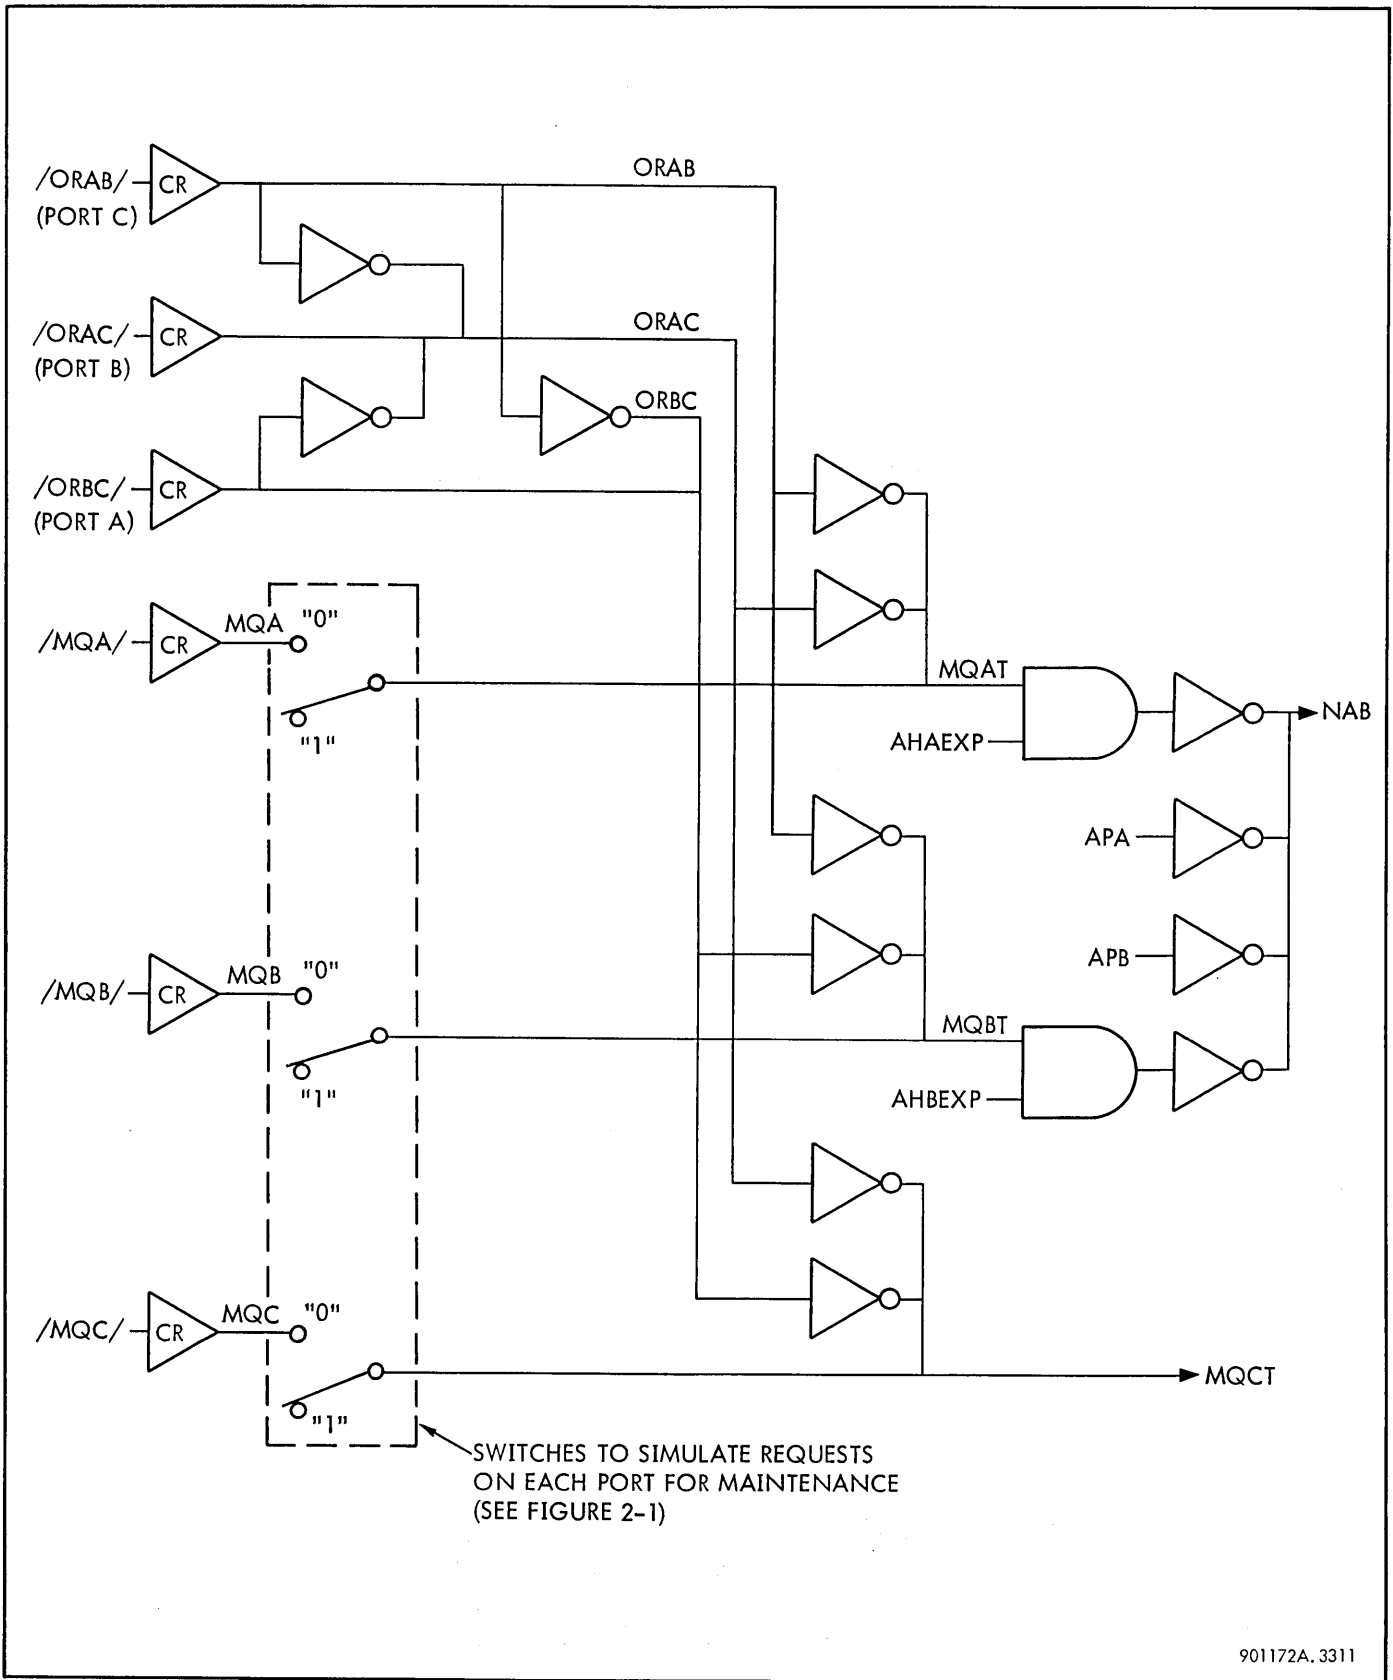 ORAB
/ORAB/
CR
(PORT C)
ORAC
/ORAC/
CR
(PORT B)
ORBC
/ORBC/
CR
(PORT A)
/MQA/
CR
MQA
"0"
"1"
MQAT
AHAEXP
NAB
APA
APB
/MQB/
CR
MQB
"0"
"1"
MQBT
AHBEXP
/MQC/
CR
MQC
"0"
"1"
MQCT
SWITCHES TO SIMULATE REQUESTS
ON EACH PORT FOR MAINTENANCE
(SEE FIGURE 2-1)
901172A.3311